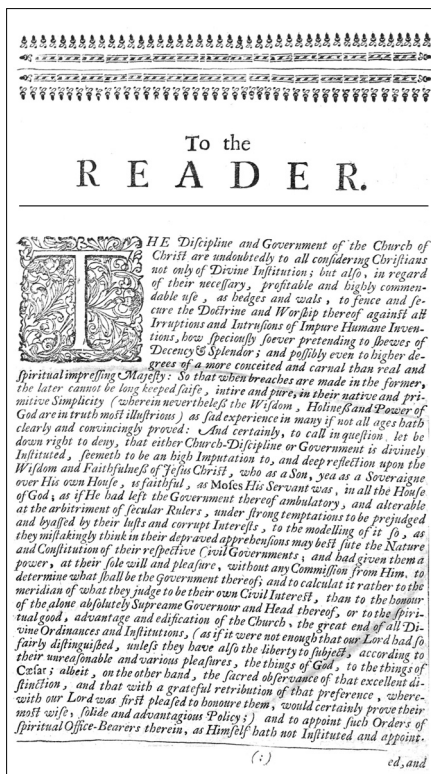 To the
READER.
THE Discipline and Government of the Church of
Christ are undoubtedly to all considering Christians
not only of Divine Institution; but also, in regard
of their necessary, profitable and highly commen-
dable use, as hedges and wals, to fence and se-
cure the Doctrine and Worship thereof against all
Irruptions and Intrusions of Impure Humane Inven-
tions, how speciously soever pretending to shewes of
Decency & Splendor; and possibly even to higher de-
grees of a more conceited and carnal than real and
spiritual impressing Majesty: So that when breaches are made in the former,
the later cannot be long keeped saife, intire and pure, in their native and pri-
mitive Simplicity (wherein nevertheless the Wisdom, Holiness and Power of
God are in truth most illustrious) as sad experience in many if not all ages hath
clearly and convincingly proved: And certainly, to call in question, let be
down right to deny, that either Church-Discipline or Government is divinely
Instituted, seemeth to be an high Imputation to, and deep reflection upon the
Wisdom and Faithfulness of Jesus Christ, who as a Son, yea as a Soveraigne
over His own House, is faithful, as Moses His Servant was, in all the House
of God; as if He had left the Government thereof ambulatory, and alterable
at the arbitriment of secular Rulers, under strong temptations to be prejudged
and byassed by their lusts and corrupt Interests, to the modelling of it so, as
they mistakingly think in their depraved apprehensions may best sute the Nature
and Constitution of their respective Civil Governments; and had given them a
power, at their sole will and pleasure, without any Commission from Him, to
determine what shall be the Government thereof; and to calculat it rather to the
meridian of what they judge to be their own Civil Interest, than to the honour
of the alone absolutely Supreame Governour and Head thereof, or to the spiri-
tual good, advantage and edification of the Church, the great end of all Di-
vine Ordinances and Institutions, (as if it were not enough that our Lord had so
fairly distinguished, unless they have also the liberty to subject, according to
their unreasonable and various pleasures, the things of God, to the things of
Cæsar; albeit, on the other hand, the sacred observance of that excellent di-
stinction, and that with a grateful retribution of that preference, where-
with our Lord was first pleased to honoure them, would certainly prove their
most wise, solide and advantagious Policy;) and to appoint such Orders of
spiritual Office-Bearers therein, as Himself hath not Instituted and appoint-
(:)
ed, and